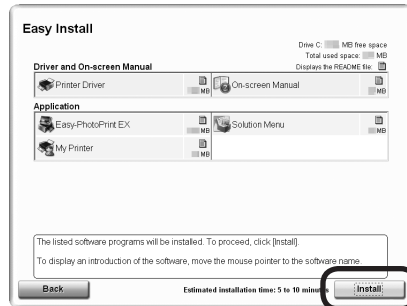 Easy Install
Drive C: MB free space
Total used space: MB
Driver and On-screen Manual
Displays the README file:
Printer Driver
MB
On-screen Manual
MB
Application
Easy-PhotoPrint EX
MB
Solution Menu
MB
My Printer
MB
The listed software programs will be installed. To proceed, click [Install].
To display an introduction of the software, move the mouse pointer to the software name.
Back
Estimated installation time: 5 to 10 minutes
Install